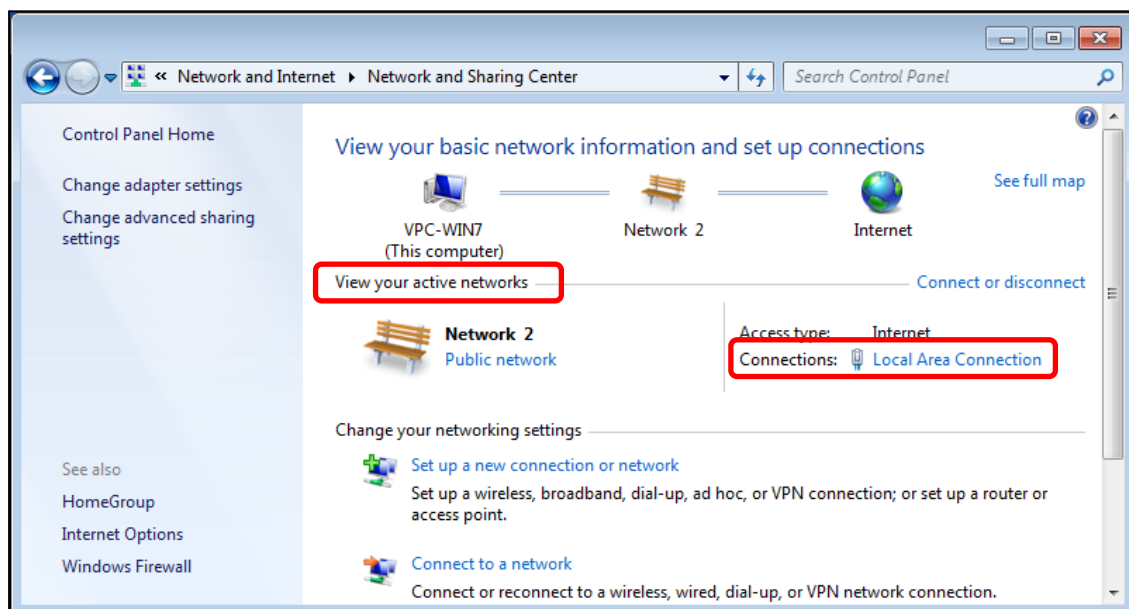 « Network and Internet ▸ Network and Sharing Center
Search Control Panel
Control Panel Home
Change adapter settings
Change advanced sharing
settings
See also
HomeGroup
Internet Options
Windows Firewall
View your basic network information and set up connections
See full map
VPC-WIN7
(This computer)
Network 2
Internet
View your active networks
Connect or disconnect
Network 2
Public network
Access type: Internet
Connections: Local Area Connection
Change your networking settings
Set up a new connection or network
Set up a wireless, broadband, dial-up, ad hoc, or VPN connection; or set up a router or
access point.
Connect to a network
Connect or reconnect to a wireless, wired, dial-up, or VPN network connection.